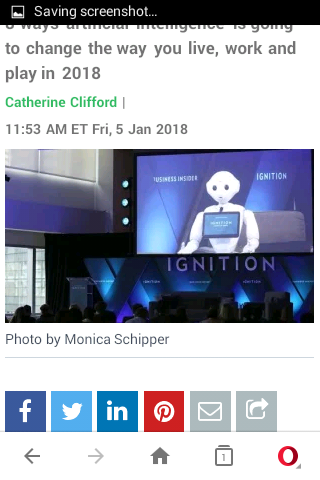 Saving screenshot...
ways artificial intelligence is going
to change the way you live, work and
play in 2018
Catherine Clifford |
11:53 AM ET Fri, 5 Jan 2018
BUSINESS INSIDER
IGNITION
IGNITION
Photo by Monica Schipper
1